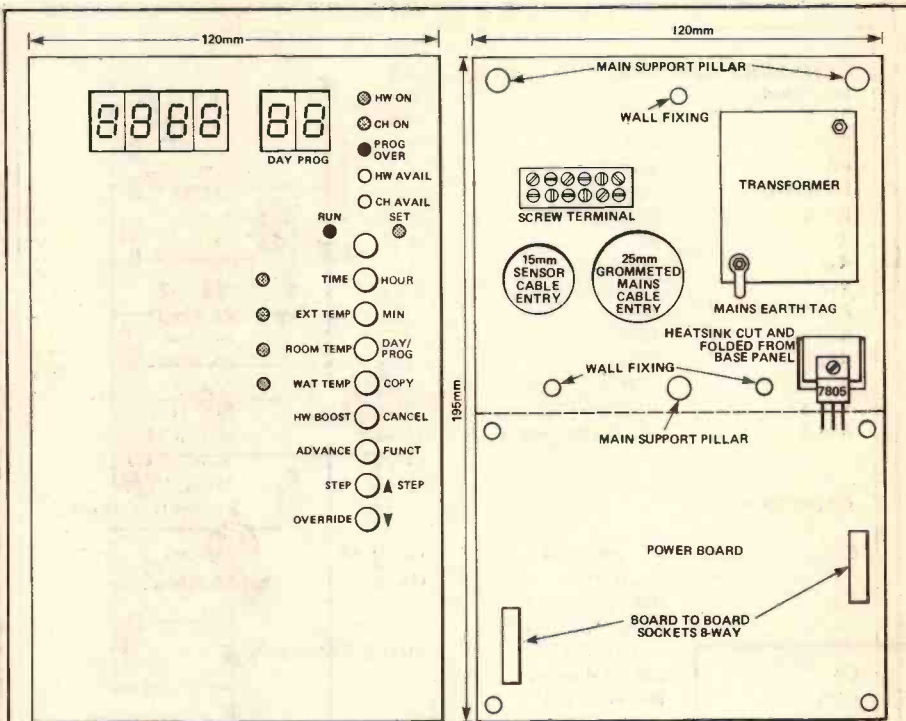 120mm
8888
88
DAY PROG
HW ON
CH ON
PROG
OVER
HW AVAIL
CH AVAIL
RUN
SET
TIME
HOUR
EXT TEMP
MIN
ROOM TEMP
DAY/
PROG
WAT TEMP
COPY
HW BOOST
CANCEL
ADVANCE
FUNCT
STEP
STEP
OVERRIDE
195mm
120mm
MAIN SUPPORT PILLAR
WALL FIXING
TRANSFORMER
SCREW TERMINAL
15mm
SENSOR
CABLE
ENTRY
25mm
GROMMETED
MAINS
CABLE
ENTRY
MAINS EARTH TAG
HEATSINK CUT AND
FOLDED FROM
BASE PANEL
WALL FIXING
7805
MAIN SUPPORT PILLAR
POWER BOARD
BOARD TO BOARD
SOCKETS 8-WAY